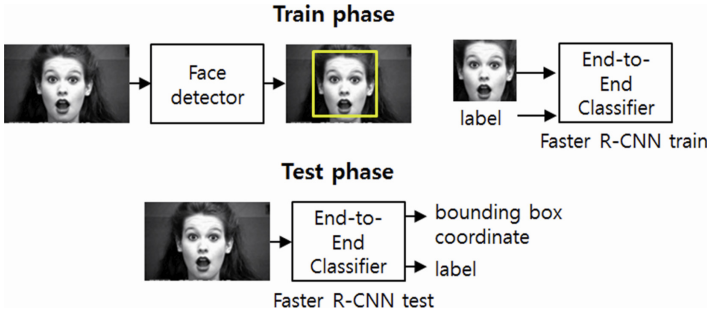 Train phase
Face
detector
label
End-to-
End
Classifier
Faster R-CNN train
Test phase
End-to-
End
Classifier
bounding box
coordinate
label
Faster R-CNN test